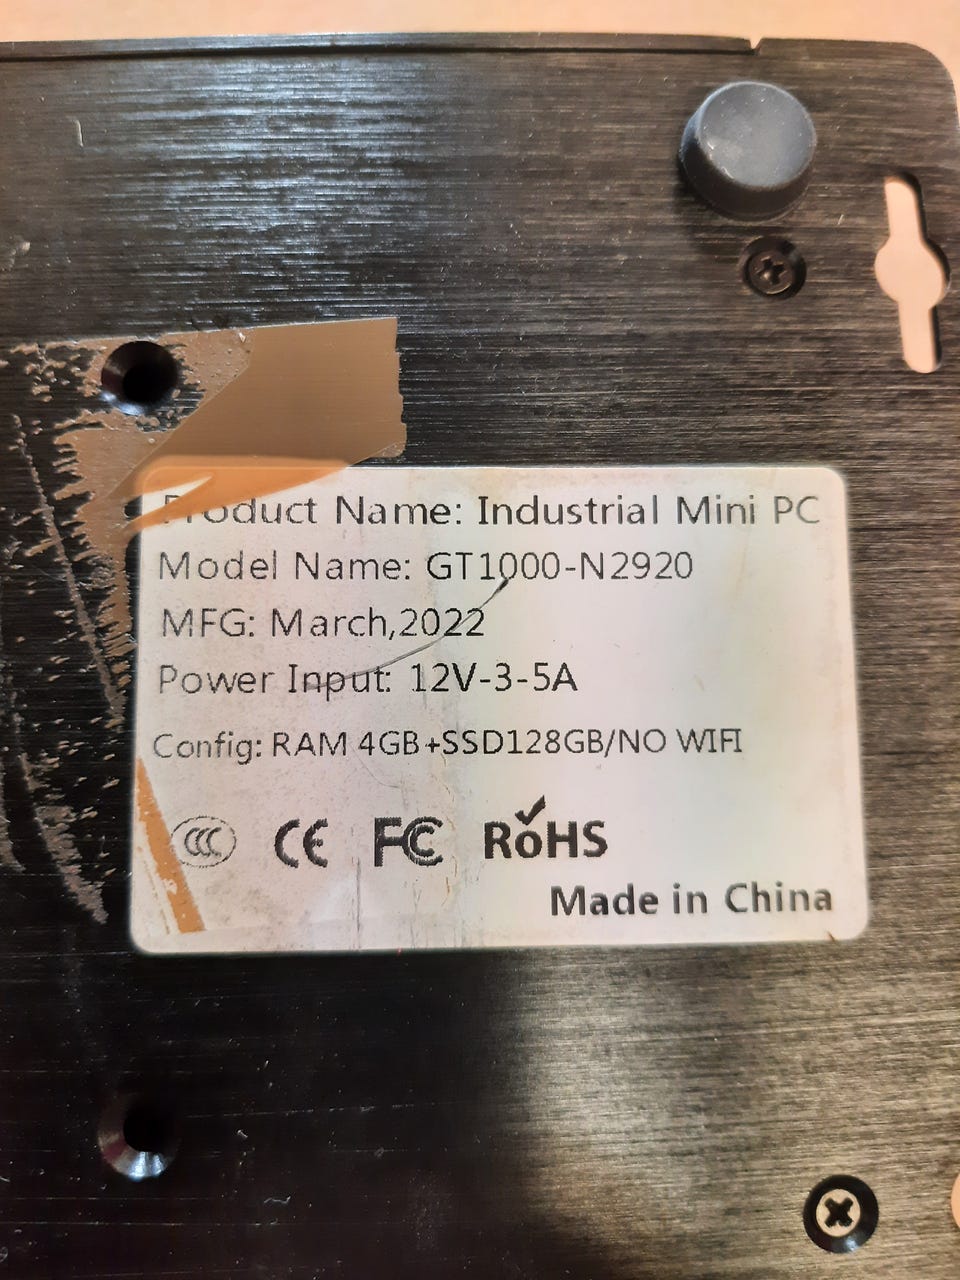 Product Name: Industrial Mini PC
Model Name: GT1000-N2920
MFG: March,2022
Power Input: 12V-3-5A
Config: RAM 4GB+SSD128GB/NO WIFI
CCC CE FC RoHS
Made in China